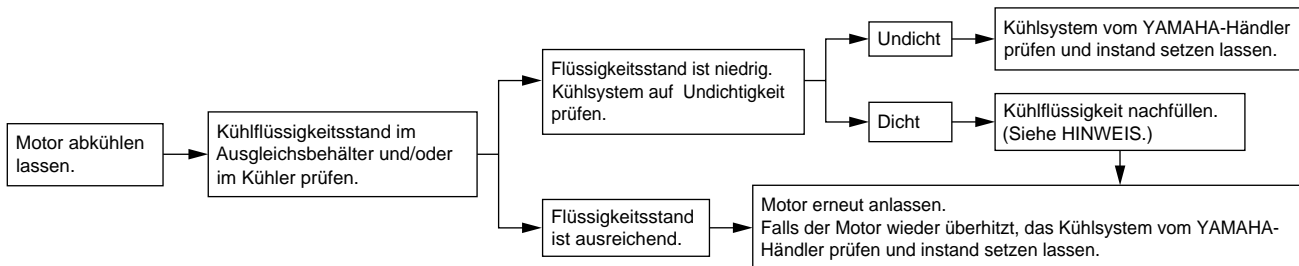 Motor abkühlen
lassen.
Kühlflüssigkeitsstand im
Ausgleichsbehälter und/oder
im Kühler prüfen.
Flüssigkeitsstand ist niedrig.
Kühlsystem auf Undichtigkeit
prüfen.
Undicht
Kühlsystem vom YAMAHA-Händler
prüfen und instand setzen lassen.
Dicht
Kühlflüssigkeit nachfüllen.
(Siehe HINWEIS.)
Flüssigkeitsstand
ist ausreichend.
Motor erneut anlassen.
Falls der Motor wieder überhitzt, das Kühlsystem vom YAMAHA-
Händler prüfen und instand setzen lassen.